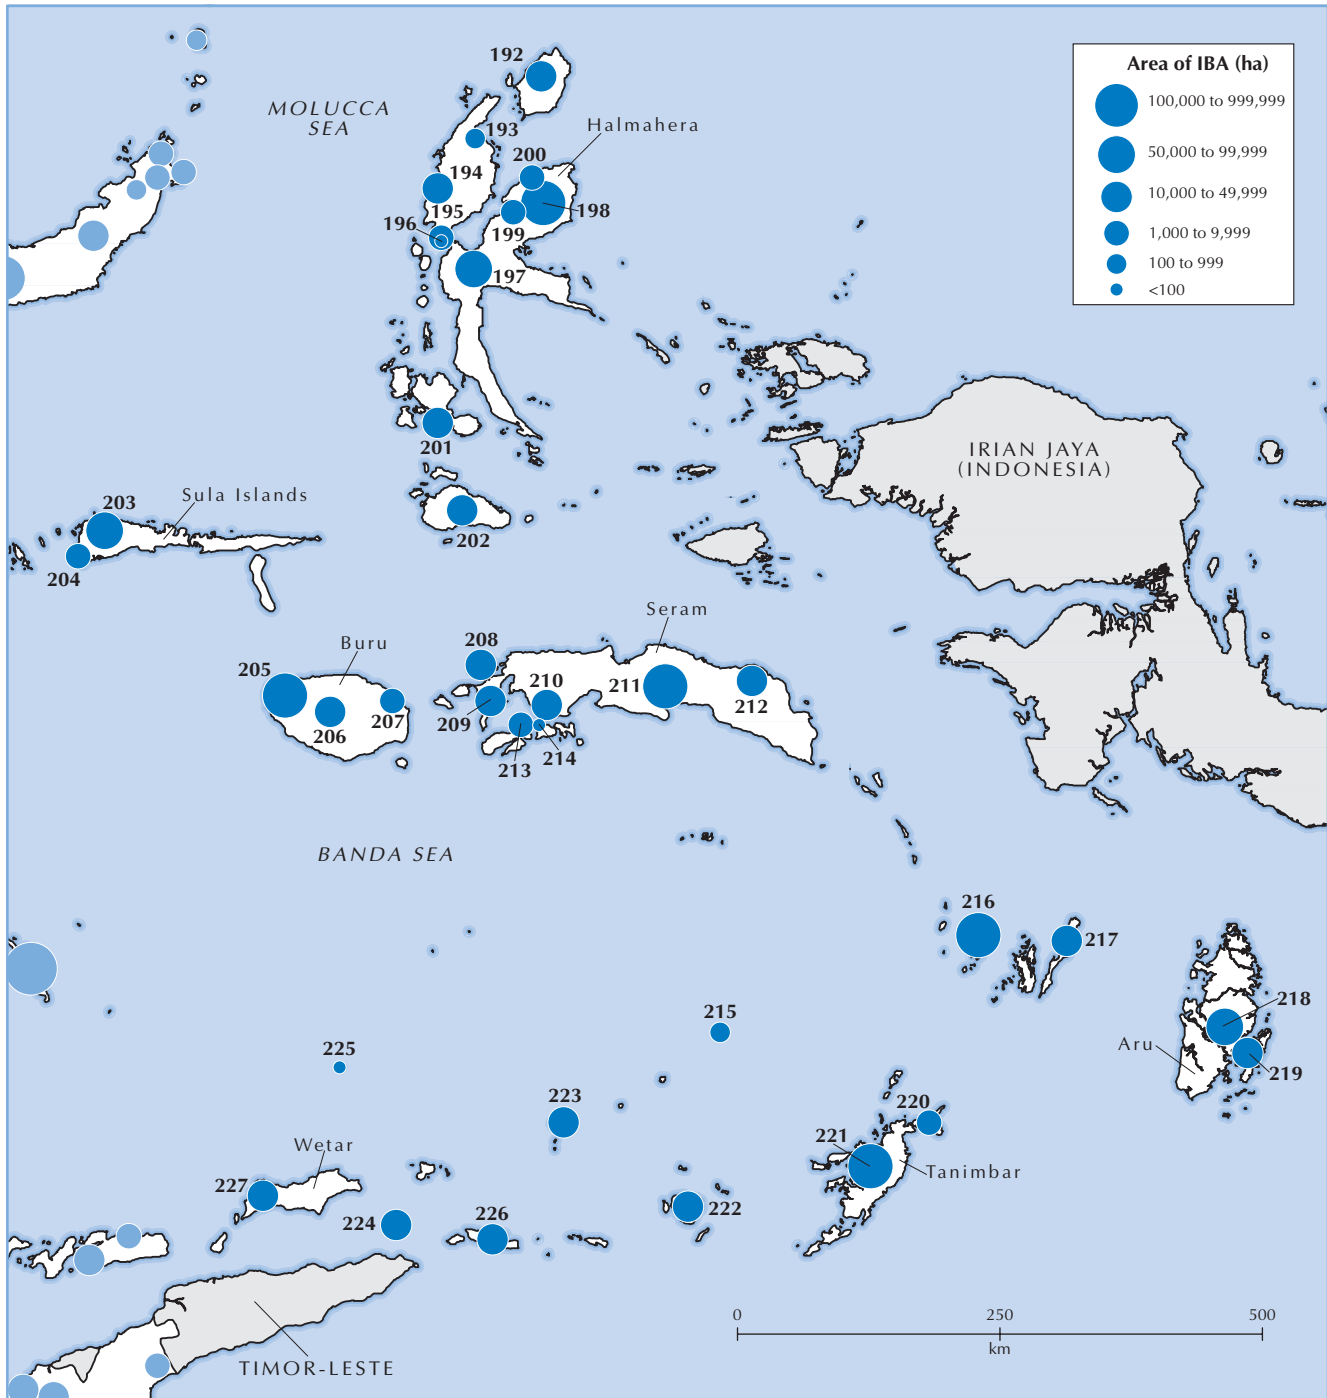 192
Area of IBA (ha)
100,000 to 999,999
50,000 to 99,999
10,000 to 49,999
1,000 to 9,999
100 to 999
<100
MOLUCCA
SEA
193
Halmahera
200
194
195
198
196
199
197
201
IRIAN JAYA
(INDONESIA)
203
Sula Islands
202
204
Seram
Buru
208
205
210
211
207
209
206
212
213
214
BANDA SEA
216
217
218
215
Aru
225
219
223
220
221
Wetar
Tanimbar
227
222
224
226
0
250
500
km
TIMOR-LESTE